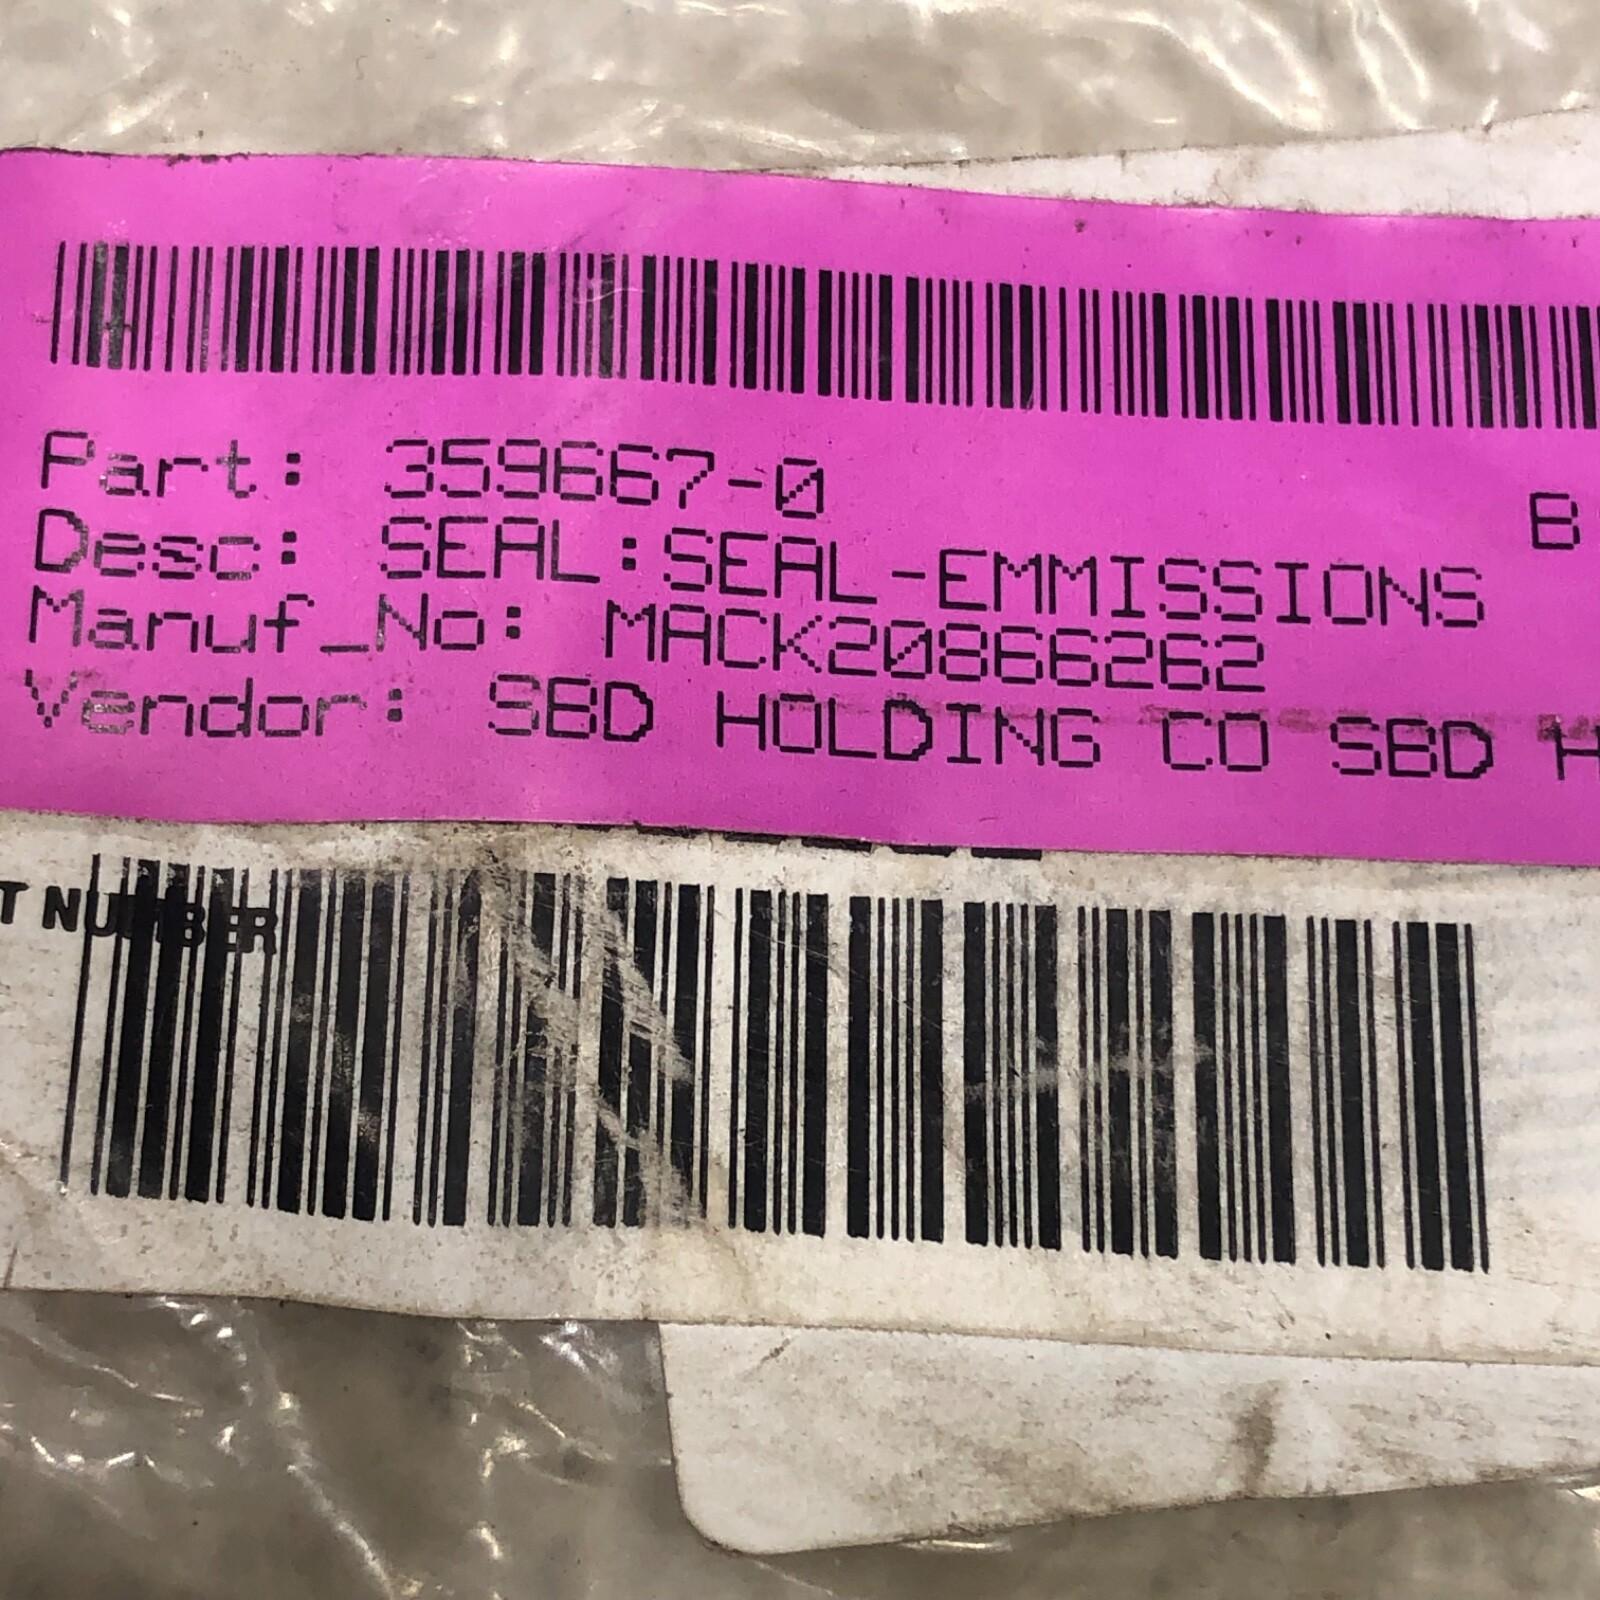 Part: 359667-0
B
Desc: SEAL:SEAL-EMMISSIONS
Manuf_No: MACK20866262
Vendor: SBD HOLDING CO SBD H
T NUMBER